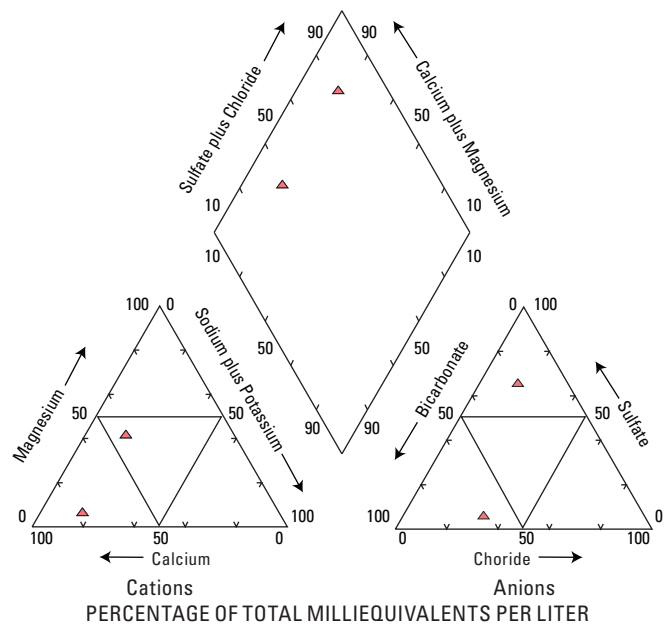 90
90
Sulfate plus Chloride
Calcium plus Magnesium
50
50
10
10
10
10
50
50
90
90
100
0
Magnesium
Sodium plus Potassium
50
50
0
100
100
50
0
Calcium
Cations
0
100
Bicarbonate
Sulfate
50
50
100
0
0
50
100
Choride
Anions
PERCENTAGE OF TOTAL MILLIEQUIVALENTS PER LITER